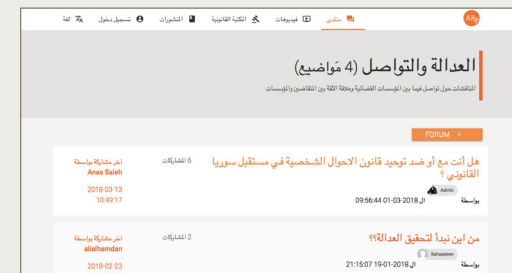 منتدى فيديوهات المكتبة القانونية المنشورات تسجيل دخول لغة
العدالة والتواصل (4 مَواضيع)
المناقشات حول تواصل فيما بين المؤسسات القضائية وعلاقة الثقة بين المتقاضين والمؤسسات
FORUM
هل أنت مع أو ضد توحيد قانون الاحوال الشخصية في مستقبل سوريا القانوني ؟
6 المشاركات
اخر مشاركة بواسطة
Anas Saleh
2018-03-13
10:49:17
Admin
بواسطة ال 2018-03-01 09:56:44
من اين نبدأ لتحقيق العدالة؟؟
2 المشاركات
اخر مشاركة بواسطة
alialhamdan
2018-02-23
Bahaadeen
بواسطة ال 2018-01-19 21:15:07